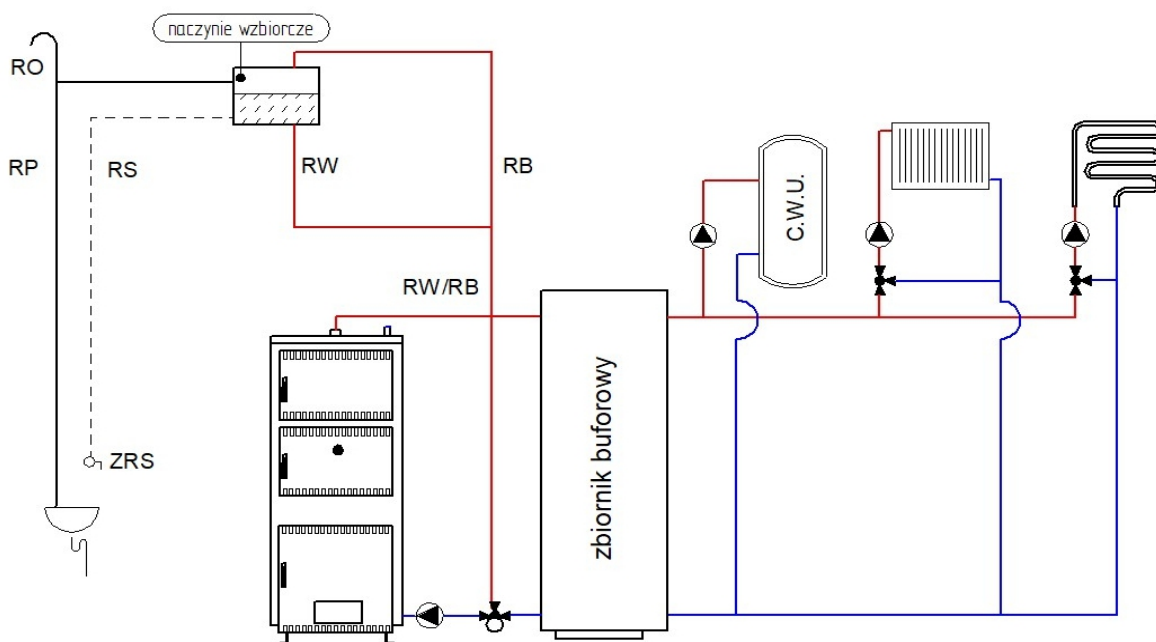 naczynie wzbiorcze
RO
RP
RS
RW
RB
RW/RB
C.W.U.
ZRS
zbiornik buforowy